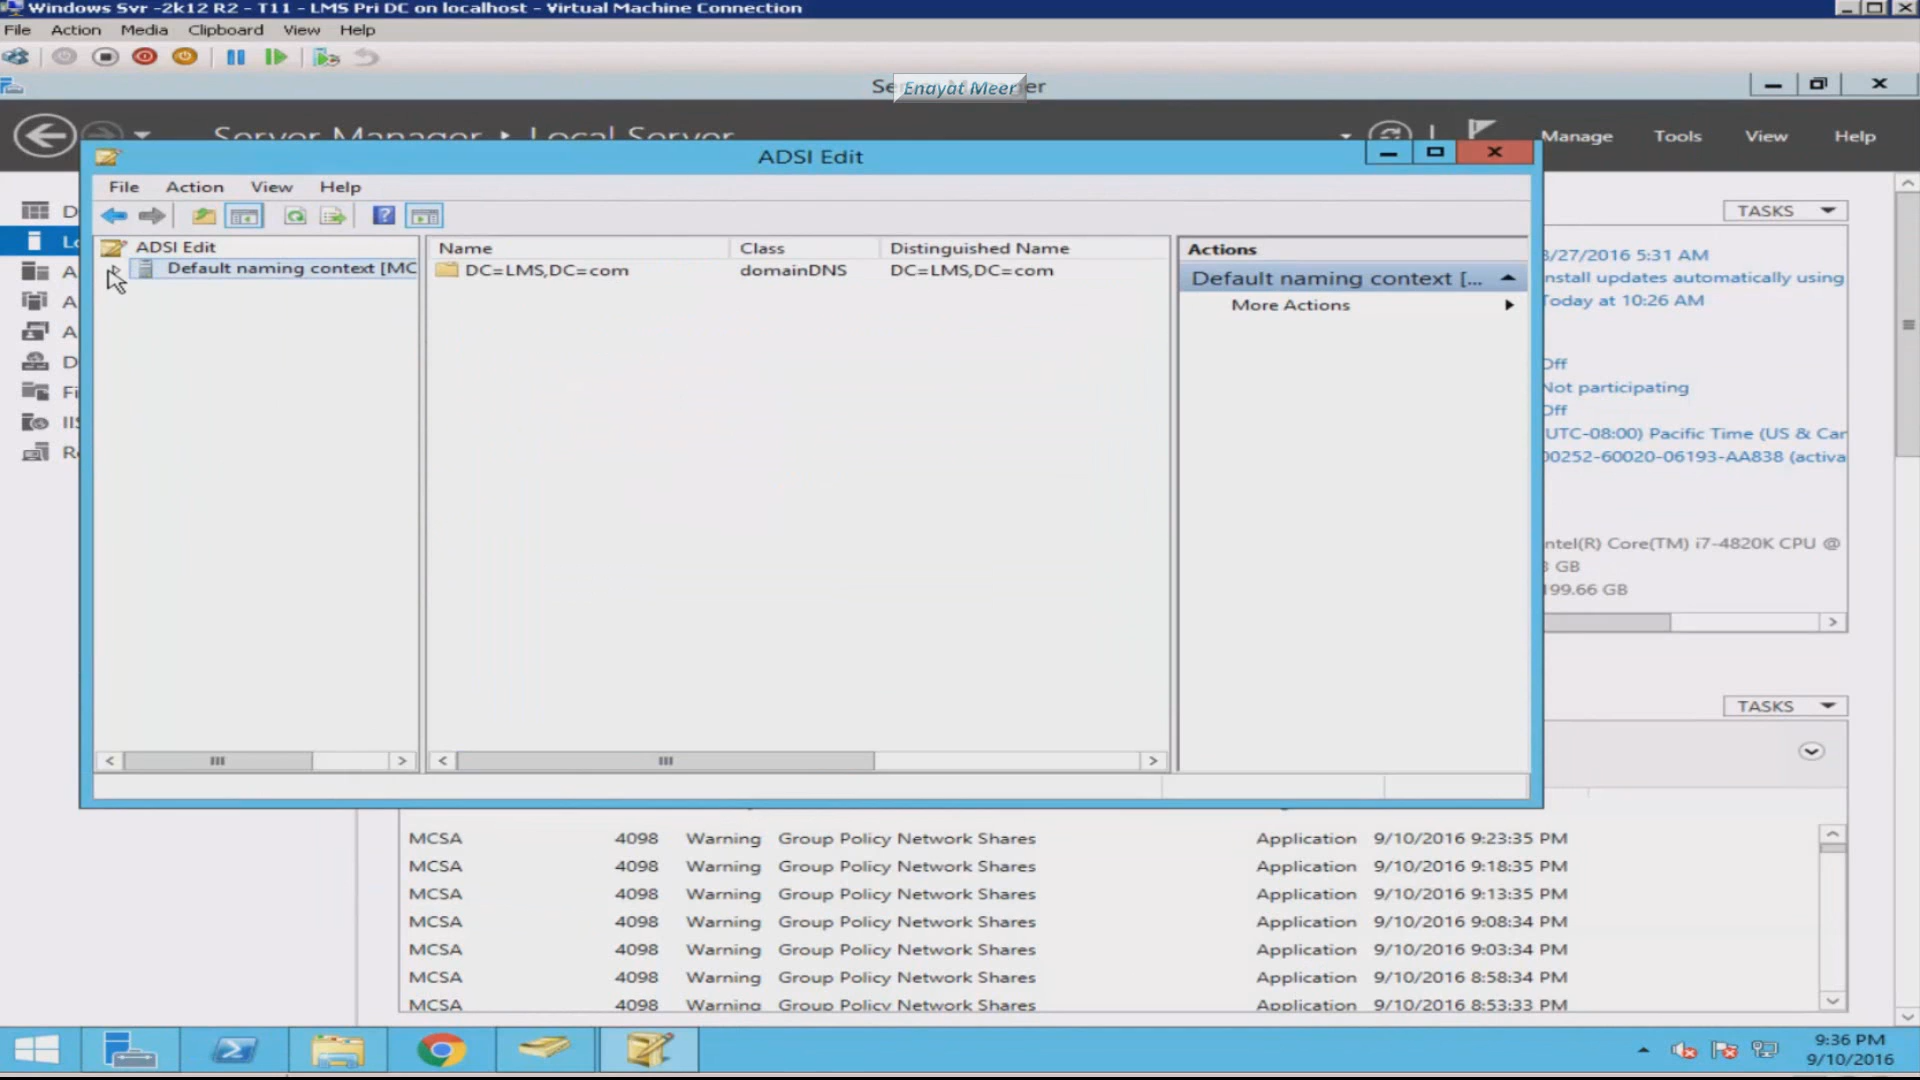 Windows Svr -2k12 R2 - T11 - LMS Pri DC on localhost - Virtual Machine Connection
File Action Media Clipboard View Help
Enayat Meer
Server Manager • Local Server
Manage Tools View Help
ADSI Edit
File Action View Help
ADSI Edit
Default naming context [MC
Name Class Distinguished Name
DC=LMS,DC=com domainDNS DC=LMS,DC=com
Actions
Default naming context [...
More Actions
TASKS
8/27/2016 5:31 AM
nstall updates automatically using
Today at 10:26 AM
Off
Not participating
Off
UTC-08:00) Pacific Time (US & Car
00252-60020-06193-AA838 (activa
ntel(R) Core(TM) i7-4820K CPU @
GB
199.66 GB
TASKS
MCSA 4098 Warning Group Policy Network Shares Application 9/10/2016 9:23:35 PM
MCSA 4098 Warning Group Policy Network Shares Application 9/10/2016 9:18:35 PM
MCSA 4098 Warning Group Policy Network Shares Application 9/10/2016 9:13:35 PM
MCSA 4098 Warning Group Policy Network Shares Application 9/10/2016 9:08:34 PM
MCSA 4098 Warning Group Policy Network Shares Application 9/10/2016 9:03:34 PM
MCSA 4098 Warning Group Policy Network Shares Application 9/10/2016 8:58:34 PM
MCSA 4098 Warning Group Policy Network Shares Application 9/10/2016 8:53:33 PM
9:36 PM
9/10/2016